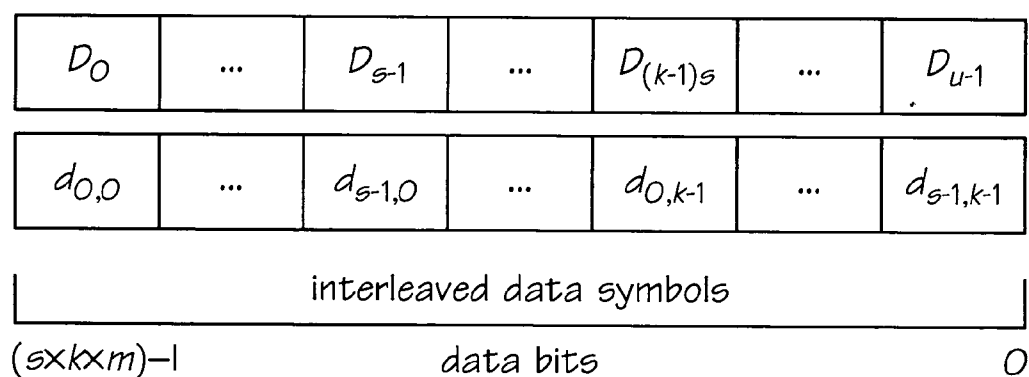 D0 ... Ds-1 ... D(k-1)s ... Du-1
d0,0 ... ds-1,0 ... d0,k-1 ... ds-1,k-1
interleaved data symbols
(s×k×m)–1 data bits 0